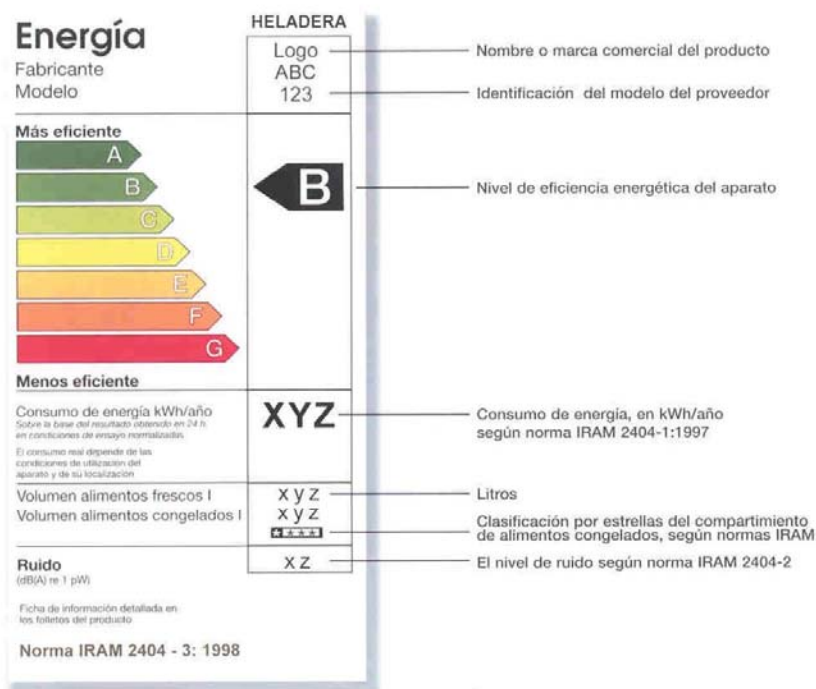 HELADERA
Energía
Fabricante
Modelo
Logo
ABC
123
Nombre o marca comercial del producto
Identificación del modelo del proveedor
Más eficiente
A
B
C
D
E
F
G
B
Nivel de eficiencia energética del aparato
Menos eficiente
Consumo de energía kWh/año
Sobre la base del resultado obtenido en 24 h.
en condiciones de ensayo normalizadas
El consumo real depende de las
condiciones de utilización del
aparato y de su localización
XYZ
Consumo de energía, en kWh/año
según norma IRAM 2404-1:1997
Volumen alimentos frescos l
Volumen alimentos congelados l
x y z
x y z
Litros
Clasificación por estrellas del compartimiento
de alimentos congelados, según normas IRAM
Ruido
(dB(A) re 1 pW)
x z
El nivel de ruido según norma IRAM 2404-2
Ficha de información detallada en
los folletos del producto
Norma IRAM 2404 - 3: 1998